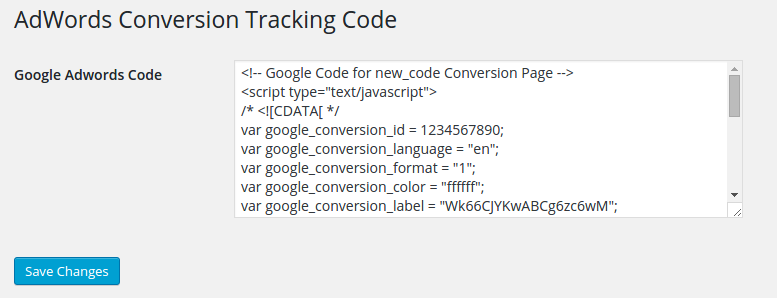 AdWords Conversion Tracking Code
Google Adwords Code
<!-- Google Code for new_code Conversion Page -->
<script type="text/javascript">
/* <![CDATA[ */
var google_conversion_id = 1234567890;
var google_conversion_language = "en";
var google_conversion_format = "1";
var google_conversion_color = "ffffff";
var google_conversion_label = "Wk66CJYKwABCg6zc6wM";
Save Changes